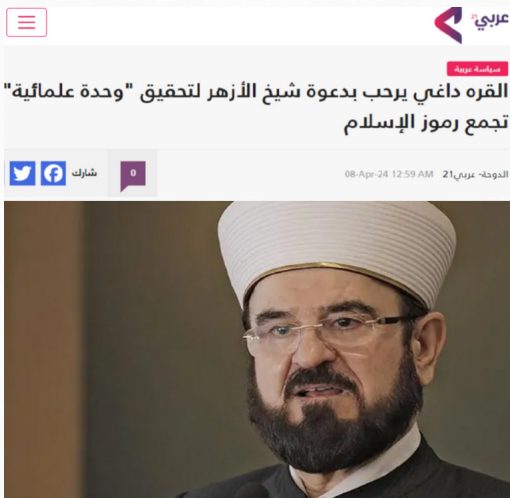 عربي21
سياسة عربية
القره داغي يرحب بدعوة شيخ الأزهر لتحقيق "وحدة علمائية"
تجمع رموز الإسلام
الدوحة- عربي21 08-Apr-24 12:59 AM
0 شارك